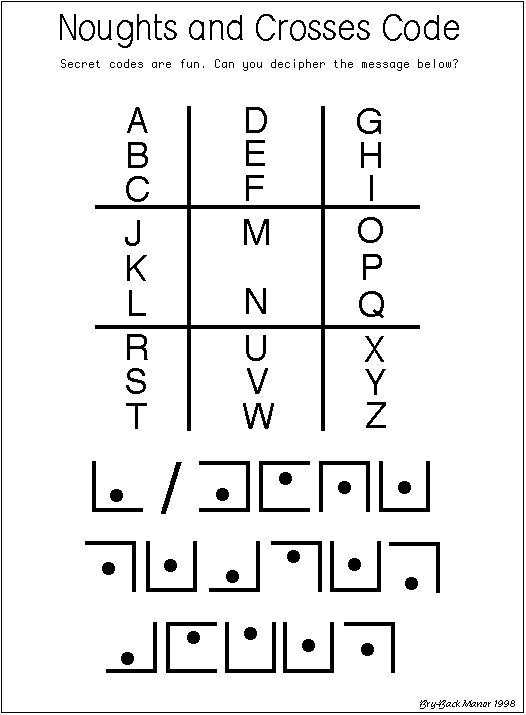 Noughts and Crosses Code
Secret codes are fun. Can you decipher the message below?
A D G
B E H
C F I
J M O
K P
L N Q
R U X
S V Y
T W Z
/
Bry-Back Manor 1998